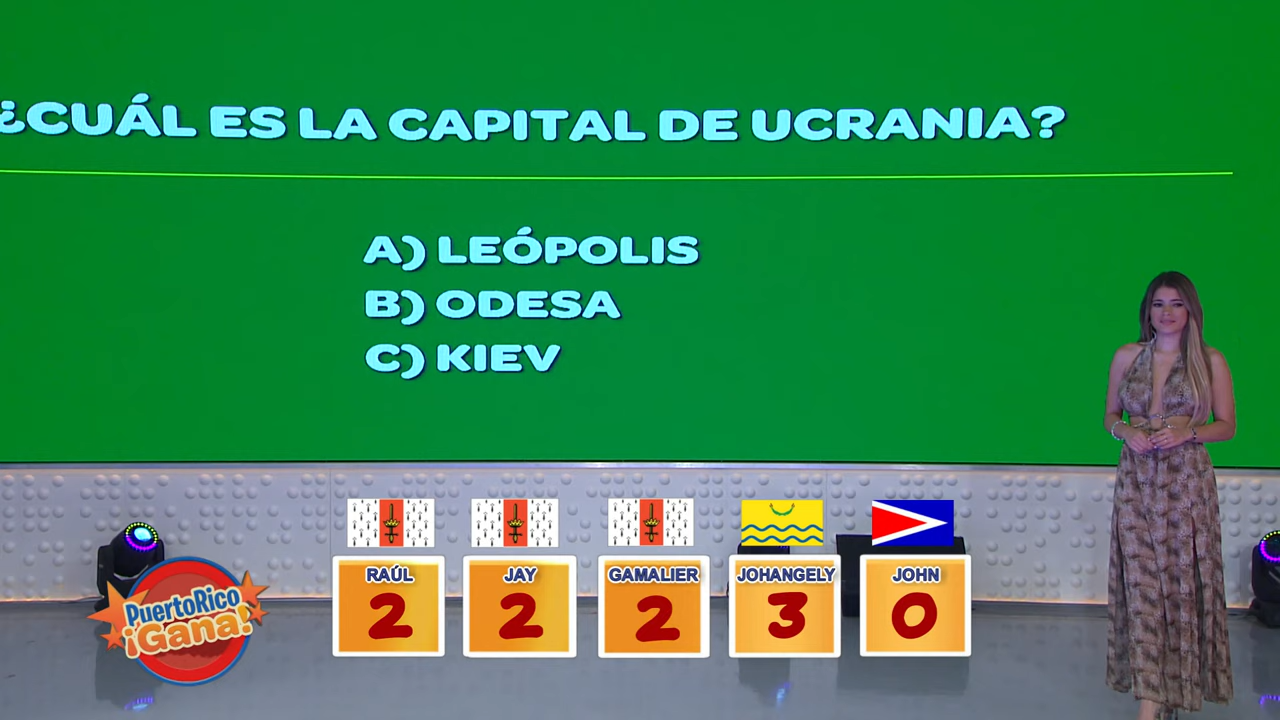 ¿CUÁL ES LA CAPITAL DE UCRANIA?
A) LEÓPOLIS
B) ODESA
C) KIEV
RAÚL
2
JAY
2
GAMALIER
2
JOHANGELY
3
JOHN
0
PuertoRico
¡Gana!